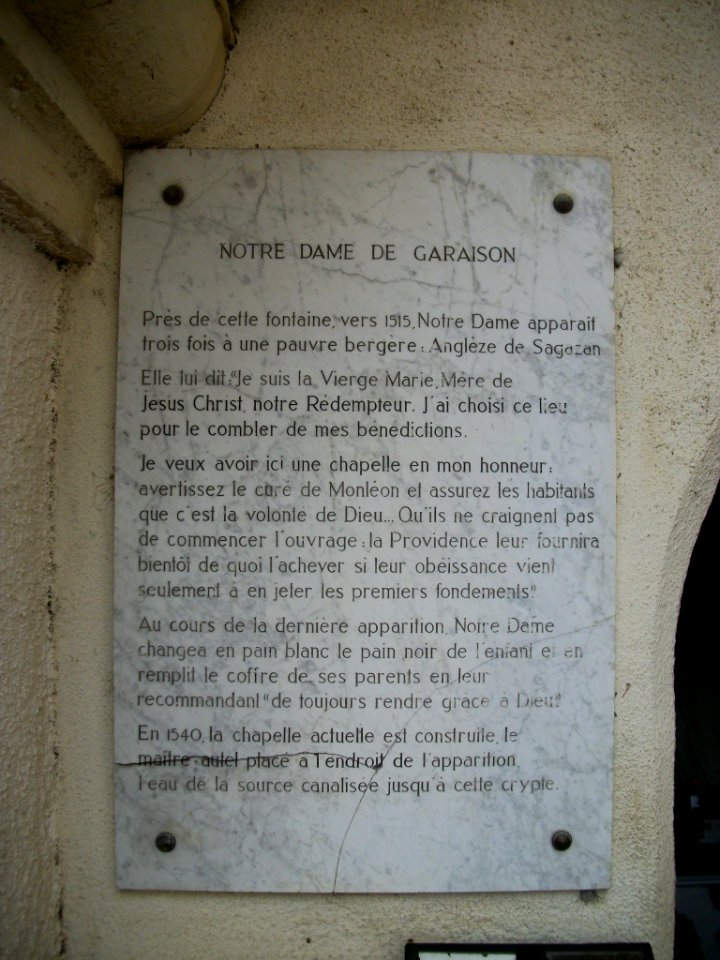 NOTRE DAME DE GARAISON
Près de cette fontaine, vers 1515, Notre Dame apparait
trois fois à une pauvre bergère : Anglèze de Sagazan
Elle lui dit : "Je suis la Vierge Marie, Mère de
Jesus Christ, notre Rédempteur. J'ai choisi ce lieu
pour le combler de mes bénédictions.
Je veux avoir ici une chapelle en mon honneur :
avertissez le curé de Monléon et assurez les habitants
que c'est la volonté de Dieu... Qu'ils ne craignent pas
de commencer l'ouvrage : la Providence leur fournira
bientôt de quoi l'achever si leur obéissance vient
seulement à en jeter les premiers fondements"
Au cours de la dernière apparition, Notre Dame
changea en pain blanc le pain noir de l'enfant et en
remplit le coffre de ses parents en leur
recommandant "de toujours rendre grâce à Dieu"
En 1540, la chapelle actuelle est construite, le
maître-autel placé à l'endroit de l'apparition,
l'eau de la source canalisée jusqu'à cette crypte.